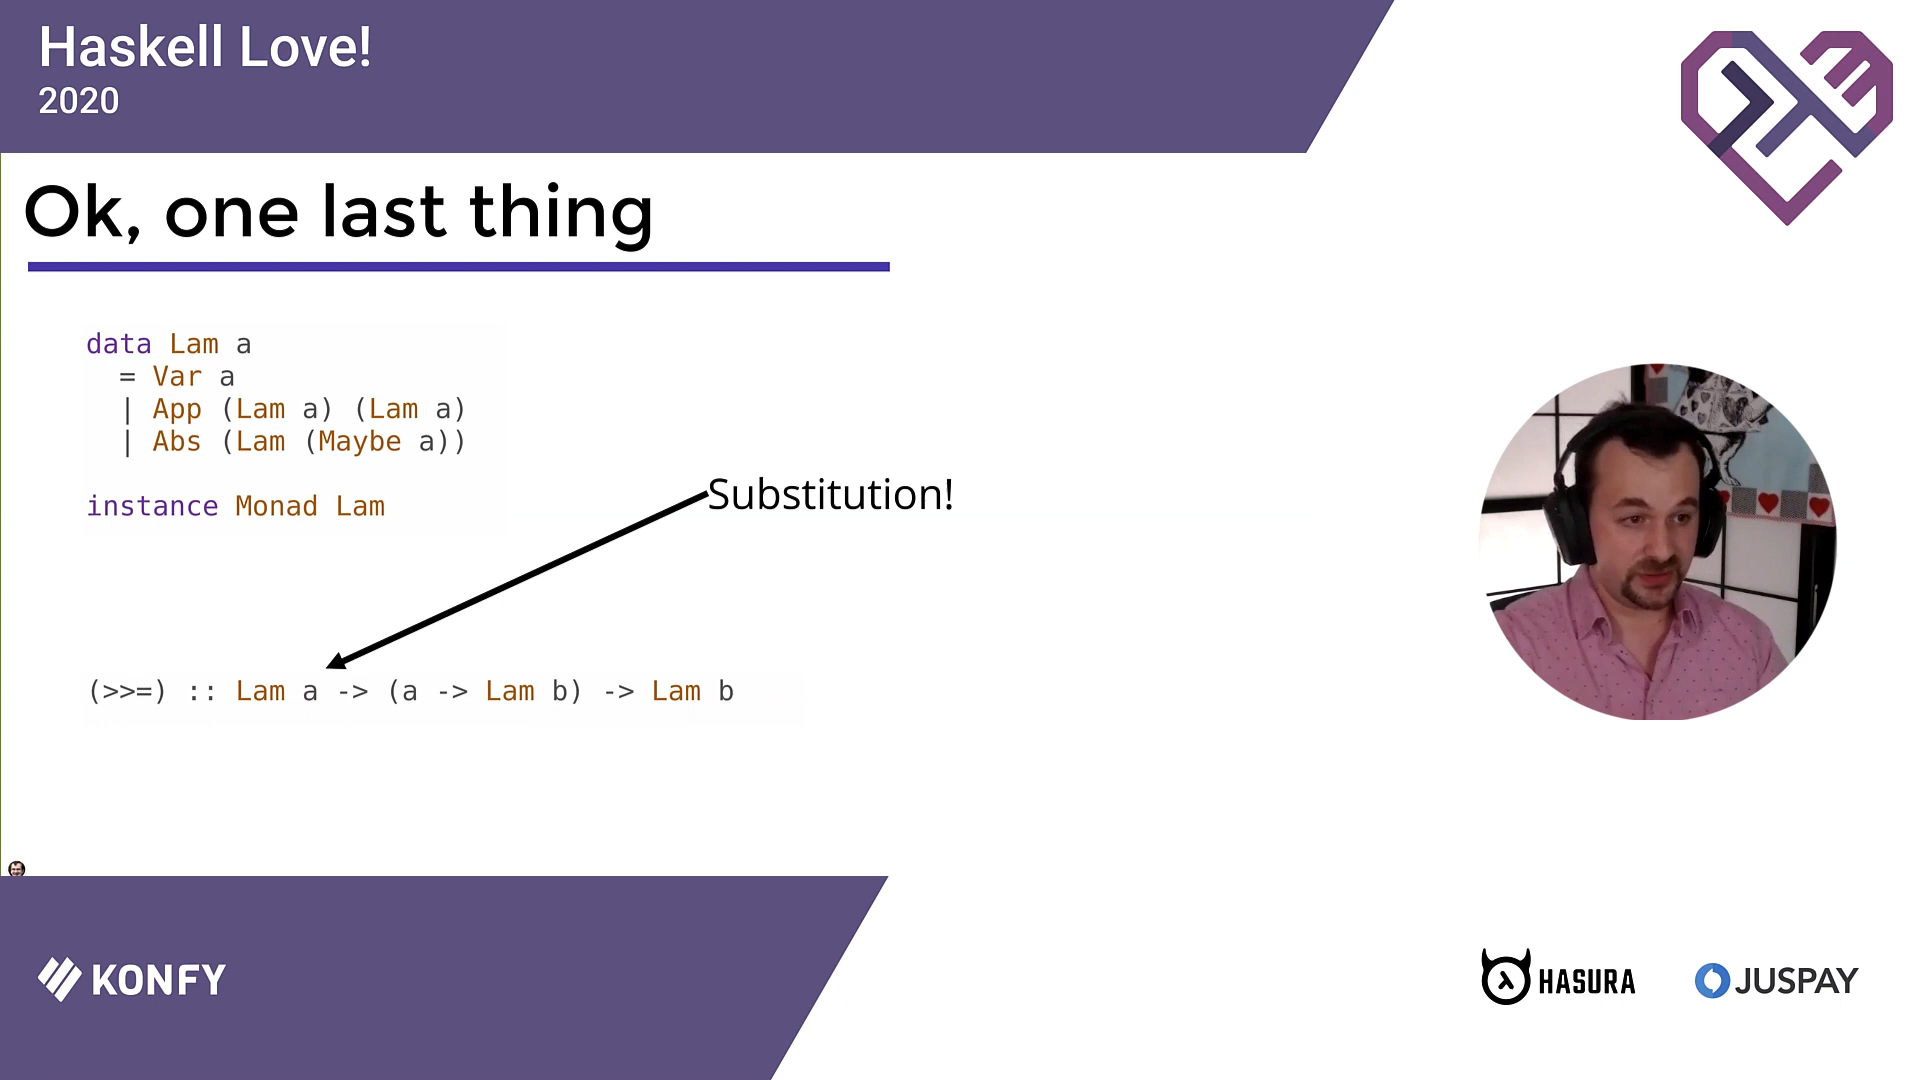 Haskell Love!
2020
Ok, one last thing
data Lam a
  = Var a
  | App (Lam a) (Lam a)
  | Abs (Lam (Maybe a))
instance Monad Lam
Substitution!
(>>=) :: Lam a -> (a -> Lam b) -> Lam b
KONFY
HASURA
JUSPAY